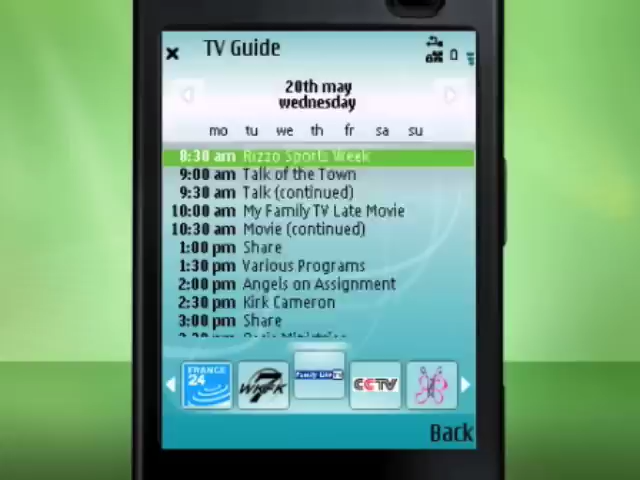 TV Guide
20th may
wednesday
mo tu we th fr sa su
8:30 am Rizzo Sports Week
9:00 am Talk of the Town
9:30 am Talk (continued)
10:00 am My Family TV Late Movie
10:30 am Movie (continued)
1:00 pm Share
1:30 pm Various Programs
2:00 pm Angels on Assignment
2:30 pm Kirk Cameron
3:00 pm Share
FRANCE
24
7
CCTV
Back